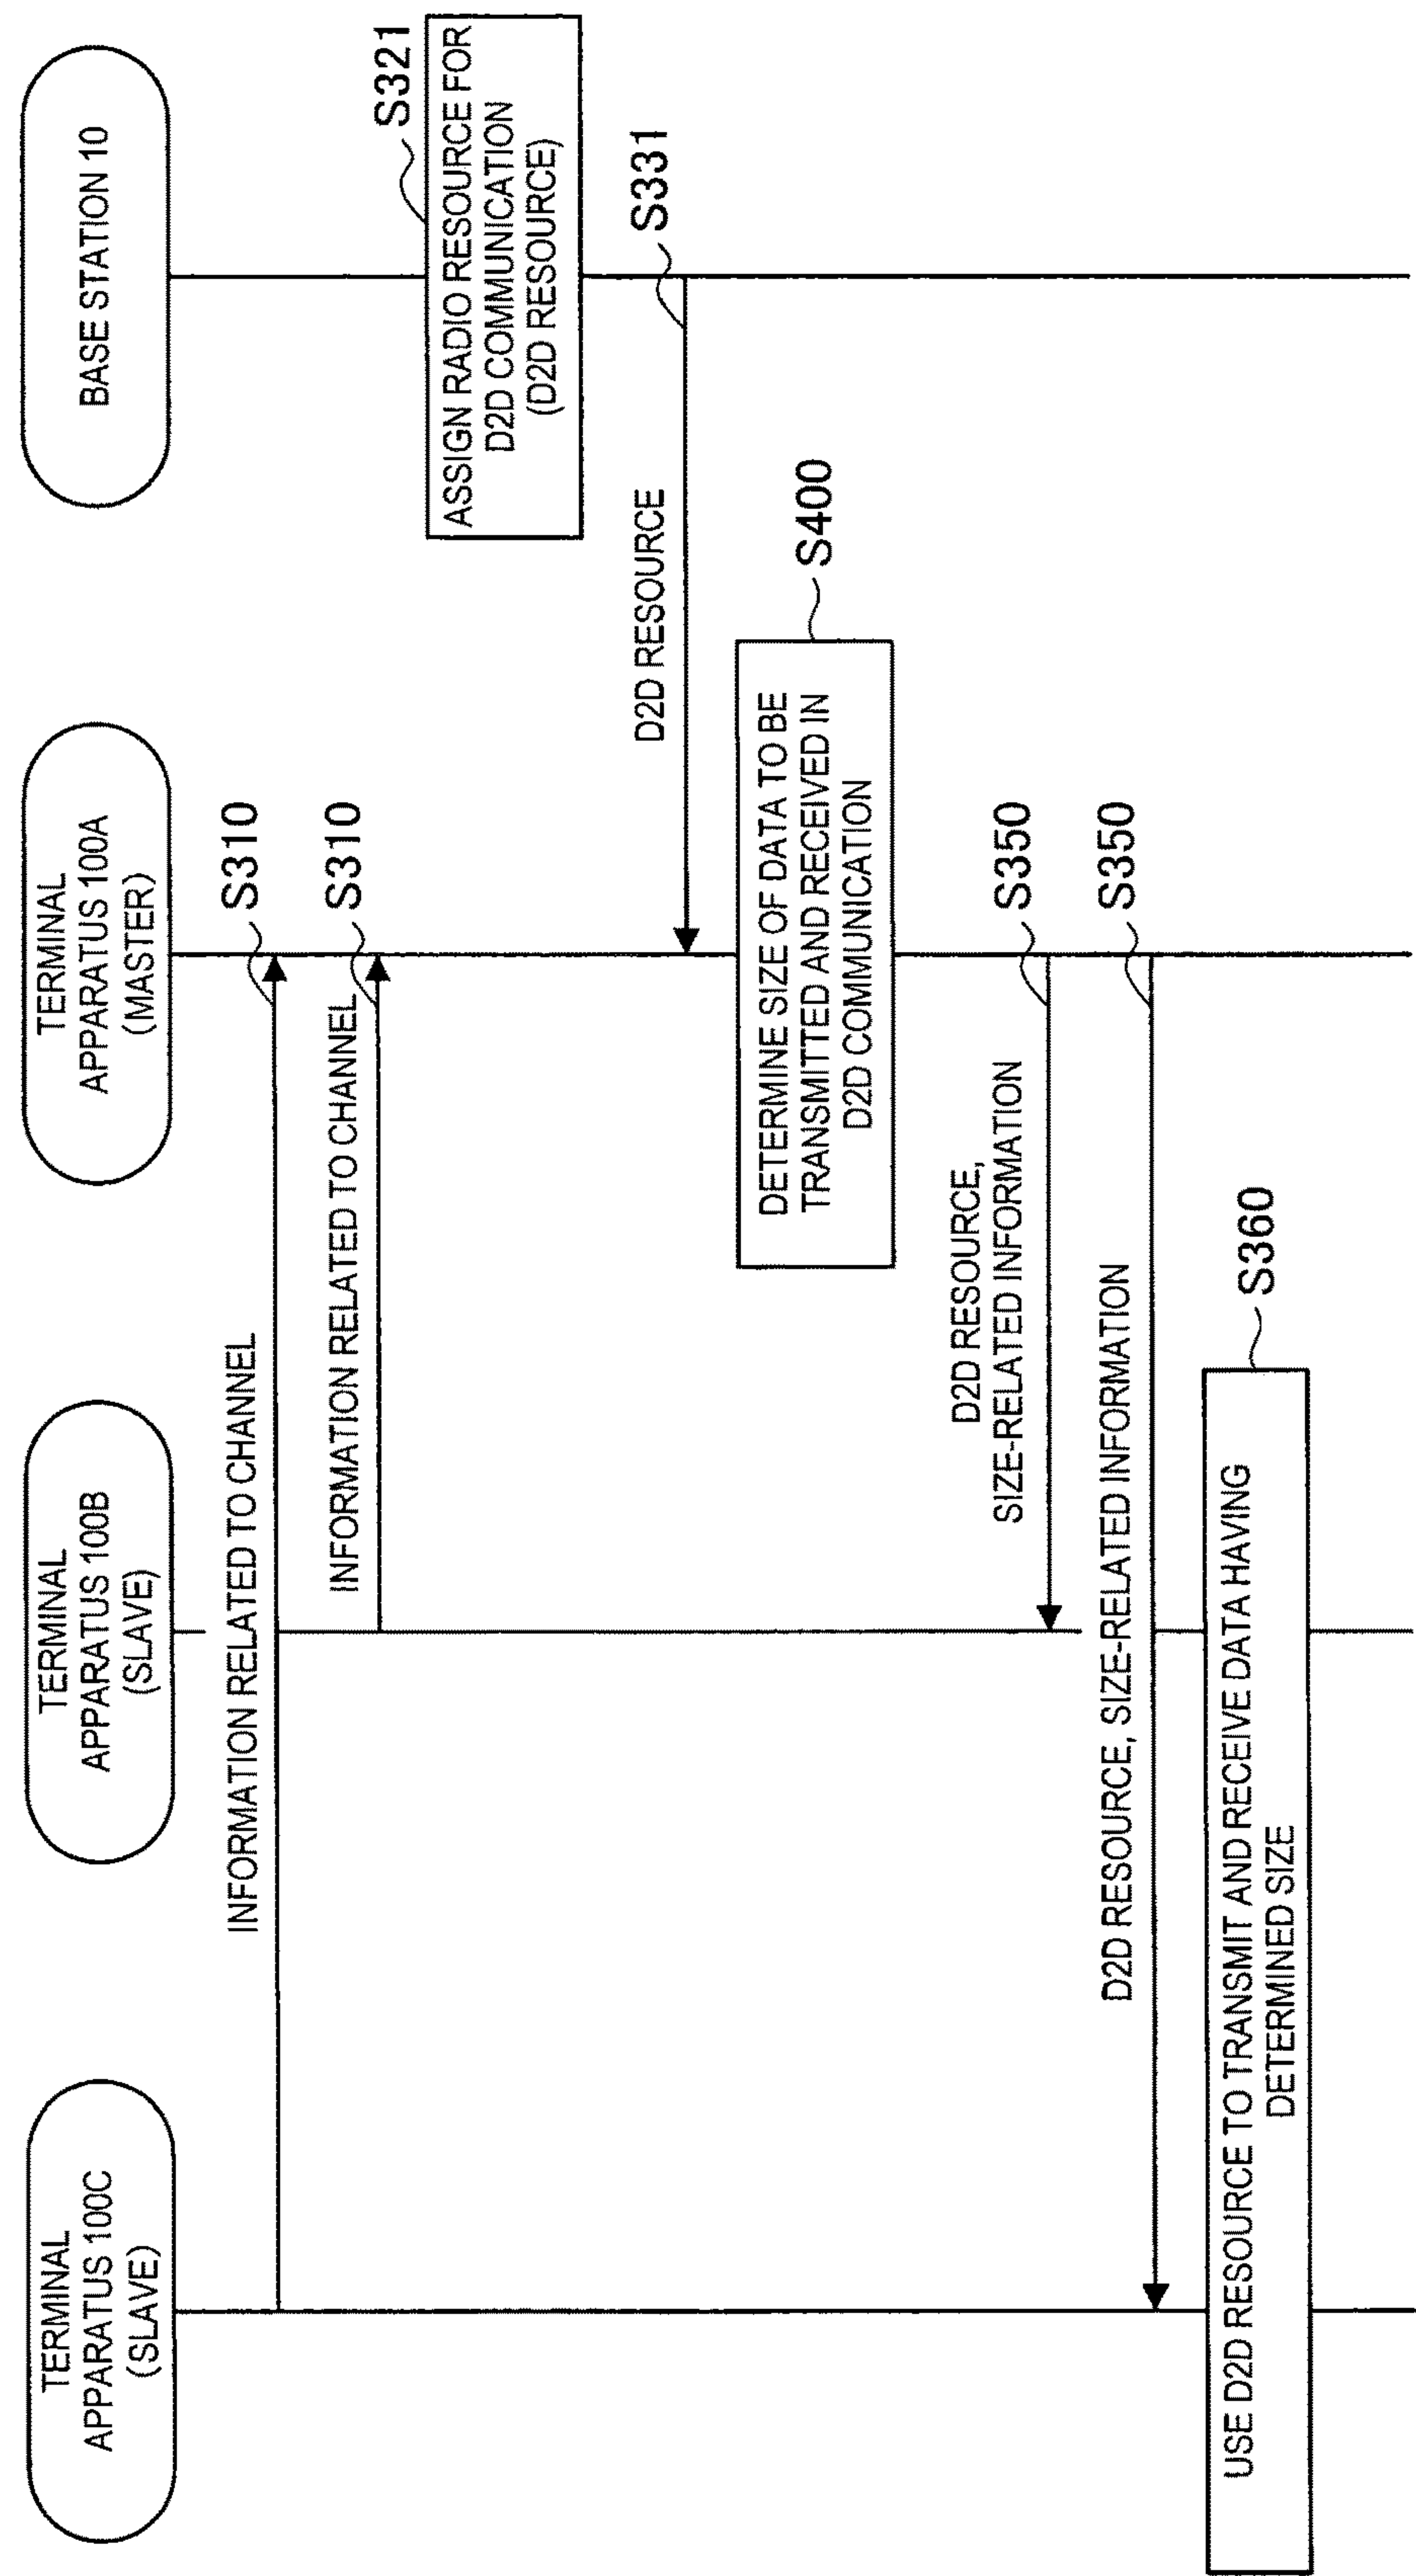 TERMINAL
APPARATUS 100C
(SLAVE)
TERMINAL
APPARATUS 100B
(SLAVE)
TERMINAL
APPARATUS 100A
(MASTER)
BASE STATION 10
INFORMATION RELATED TO CHANNEL
S310
INFORMATION RELATED TO CHANNEL
S310
S321
ASSIGN RADIO RESOURCE FOR
D2D COMMUNICATION
(D2D RESOURCE)
D2D RESOURCE
S331
S400
DETERMINE SIZE OF DATA TO BE
TRANSMITTED AND RECEIVED IN
D2D COMMUNICATION
D2D RESOURCE,
SIZE-RELATED INFORMATION
S350
D2D RESOURCE, SIZE-RELATED INFORMATION
S350
USE D2D RESOURCE TO TRANSMIT AND RECEIVE DATA HAVING
DETERMINED SIZE
S360